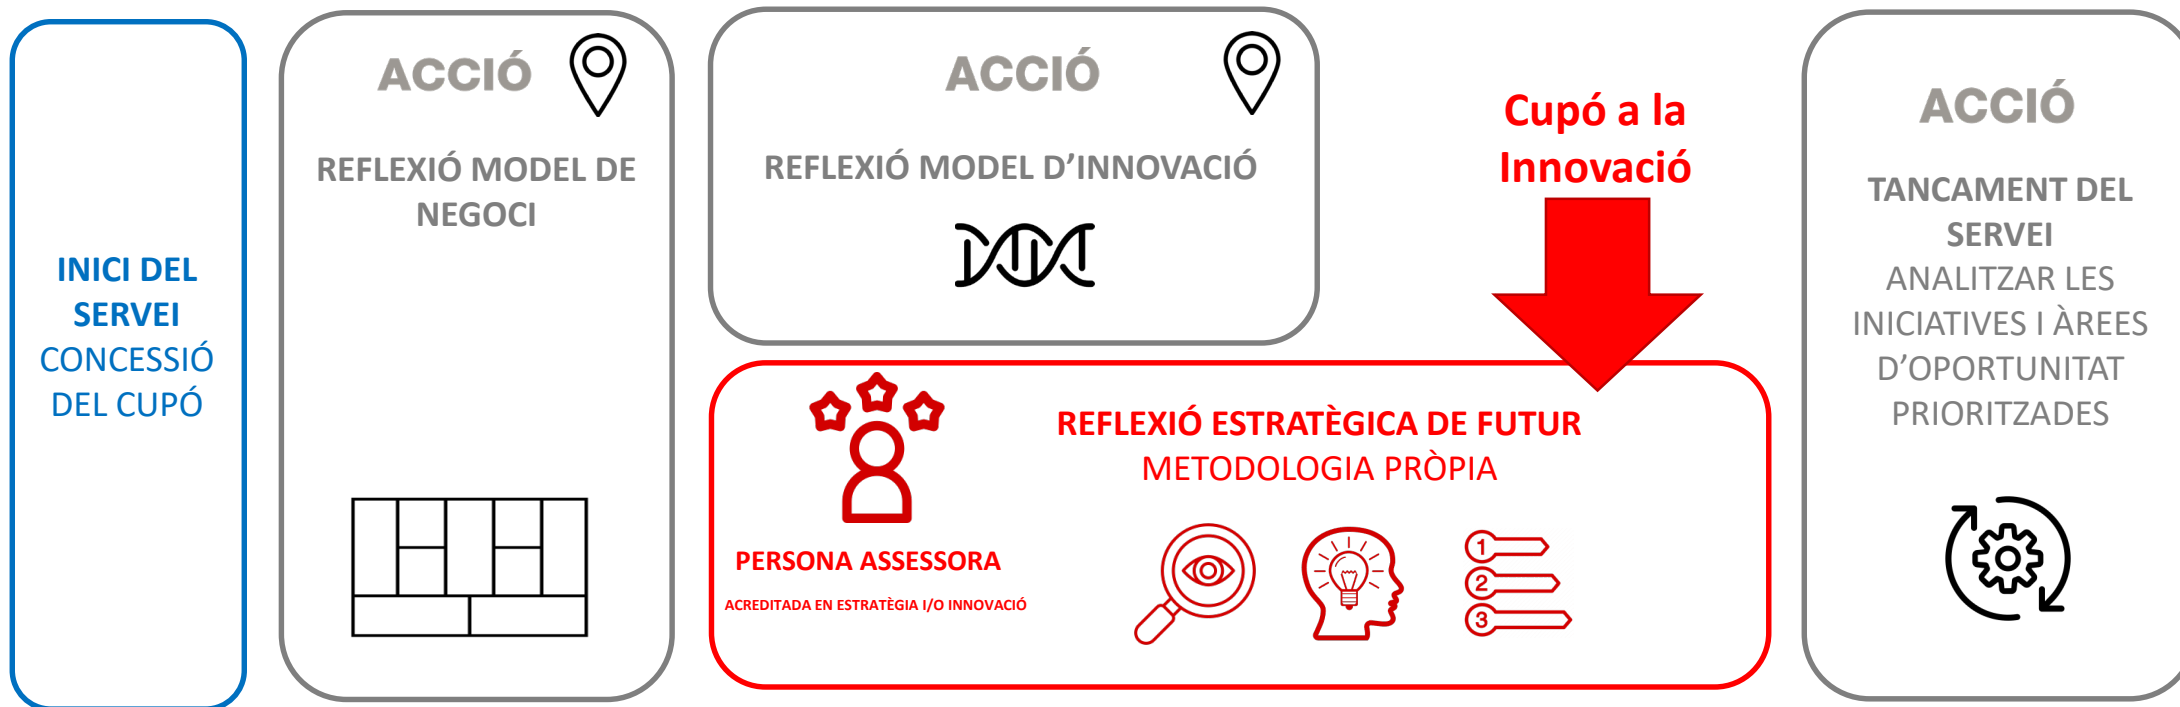 INICI DEL
SERVEI
CONCESSIÓ
DEL CUPÓ
ACCIÓ
REFLEXIÓ MODEL DE
NEGOCI
ACCIÓ
REFLEXIÓ MODEL D’INNOVACIÓ
Cupó a la
Innovació
PERSONA ASSESSORA
ACREDITADA EN ESTRATÈGIA I/O INNOVACIÓ
REFLEXIÓ ESTRATÈGICA DE FUTUR
METODOLOGIA PRÒPIA
1
2
3
ACCIÓ
TANCAMENT DEL
SERVEI
ANALITZAR LES
INICIATIVES I ÀREES
D’OPORTUNITAT
PRIORITZADES